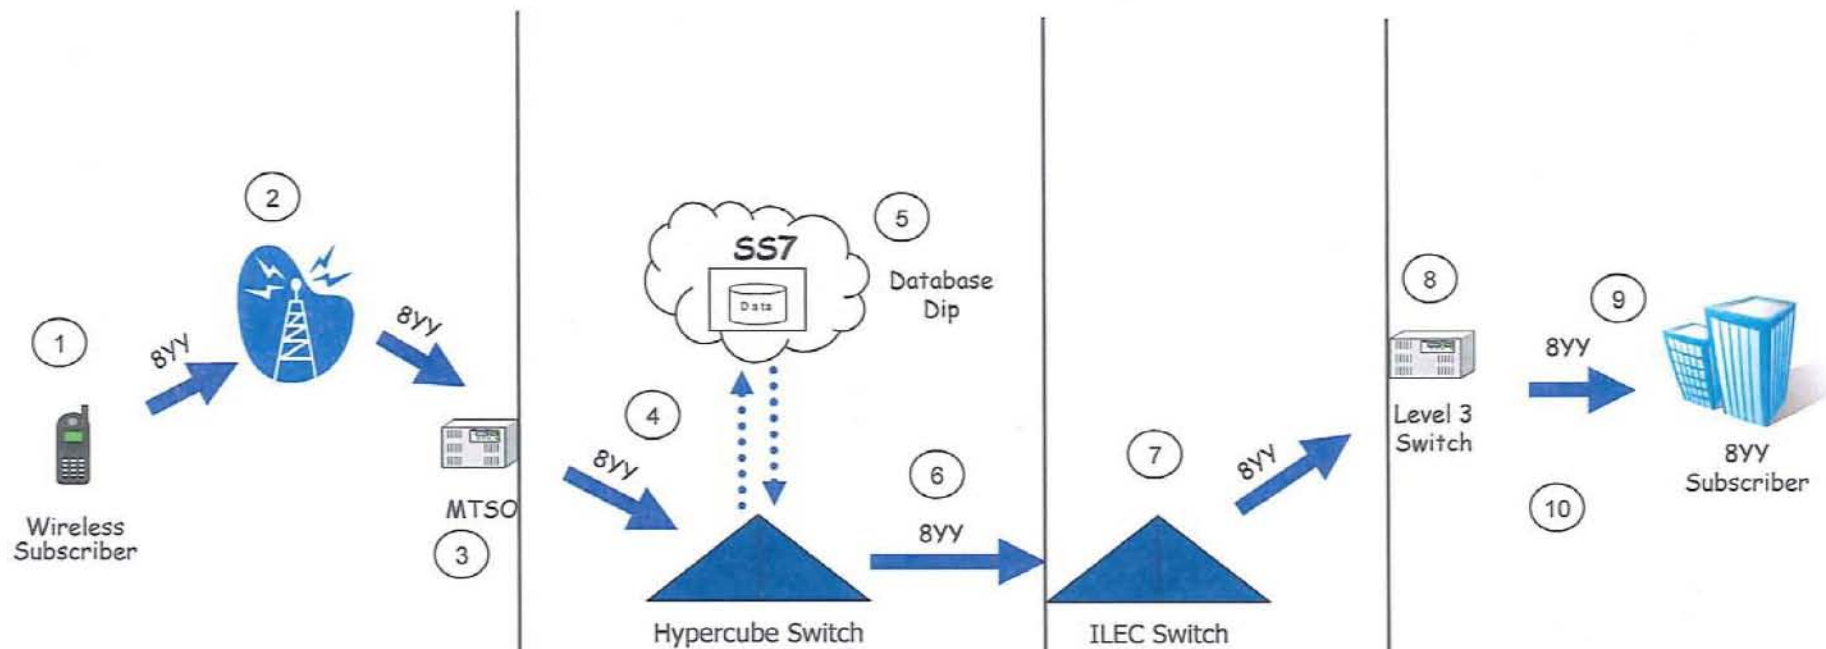 1
8YY
Wireless
Subscriber
2
8YY
MTSO
3
4
8YY
SS7
Data
5
Database
Dip
Hypercube Switch
6
8YY
7
ILEC Switch
8YY
8
Level 3
Switch
8YY
9
8YY
Subscriber
10